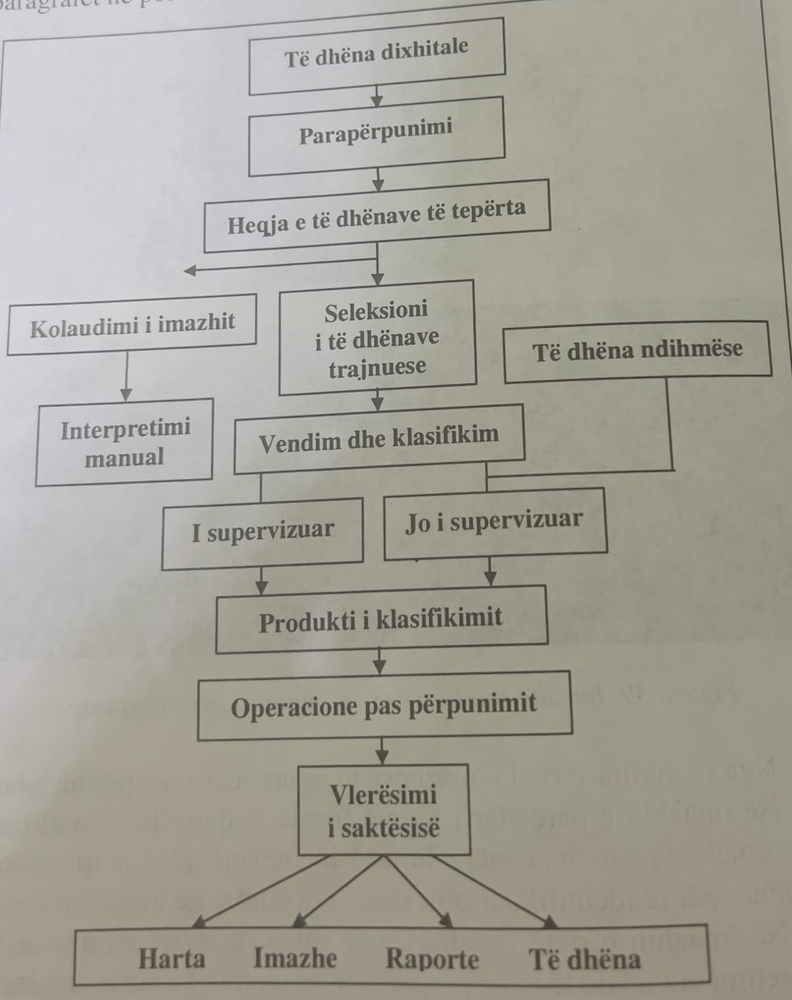 Të dhëna dixhitale
Parapërpunimi
Heqja e të dhënave të tepërta
Kolaudimi i imazhit
Seleksioni
i të dhënave
trajnuese
Të dhëna ndihmëse
Interpretimi
manual
Vendim dhe klasifikim
I supervizuar
Jo i supervizuar
Produkti i klasifikimit
Operacione pas përpunimit
Vlerësimi
i saktësisë
Harta Imazhe Raporte Të dhëna